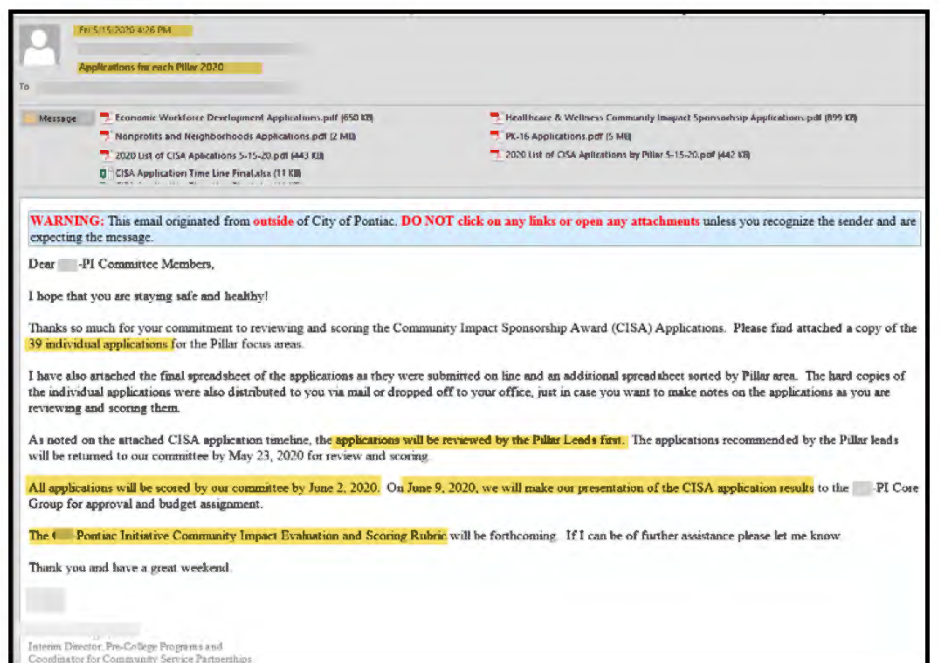 Fri 5/15/2020 4:26 PM
Applications for each Pillar 2020
To
Message
Economic Workforce Development Applications.pdf (650 KB)
Healthcare & Wellness Community Imapact Sponsorhsip Applications.pdf (899 KB)
Nonprofits and Neighborhoods Applications.pdf (2 MB)
PK-16 Applications.pdf (5 MB)
2020 List of CISA Aplications 5-15-20.pdf (443 KB)
2020 List of CISA Aplications by Pillar 5-15-20.pdf (442 KB)
CISA Application Time Line Final.xlsx (11 KB)
WARNING: This email originated from outside of City of Pontiac. DO NOT click on any links or open any attachments unless you recognize the sender and are
expecting the message.
Dear -PI Committee Members,
I hope that you are staying safe and healthy!
Thanks so much for your commitment to reviewing and scoring the Community Impact Sponsorship Award (CISA) Applications. Please find attached a copy of the
39 individual applications for the Pillar focus areas.
I have also attached the final spreadsheet of the applications as they were submitted on line and an additional spreadsheet sorted by Pillar area. The hard copies of
the individual applications were also distributed to you via mail or dropped off to your office, just in case you want to make notes on the applications as you are
reviewing and scoring them.
As noted on the attached CISA application timeline, the applications will be reviewed by the Pillar Leads first. The applications recommended by the Pillar leads
will be returned to our committee by May 23, 2020 for review and scoring.
All applications will be scored by our committee by June 2, 2020. On June 9, 2020, we will make our presentation of the CISA application results to the -PI Core
Group for approval and budget assignment.
The -Pontiac Initiative Community Impact Evaluation and Scoring Rubric will be forthcoming. If I can be of further assistance please let me know.
Thank you and have a great weekend.
Interim Director, Pre-College Programs and
Coordinator for Community Service Partnerships